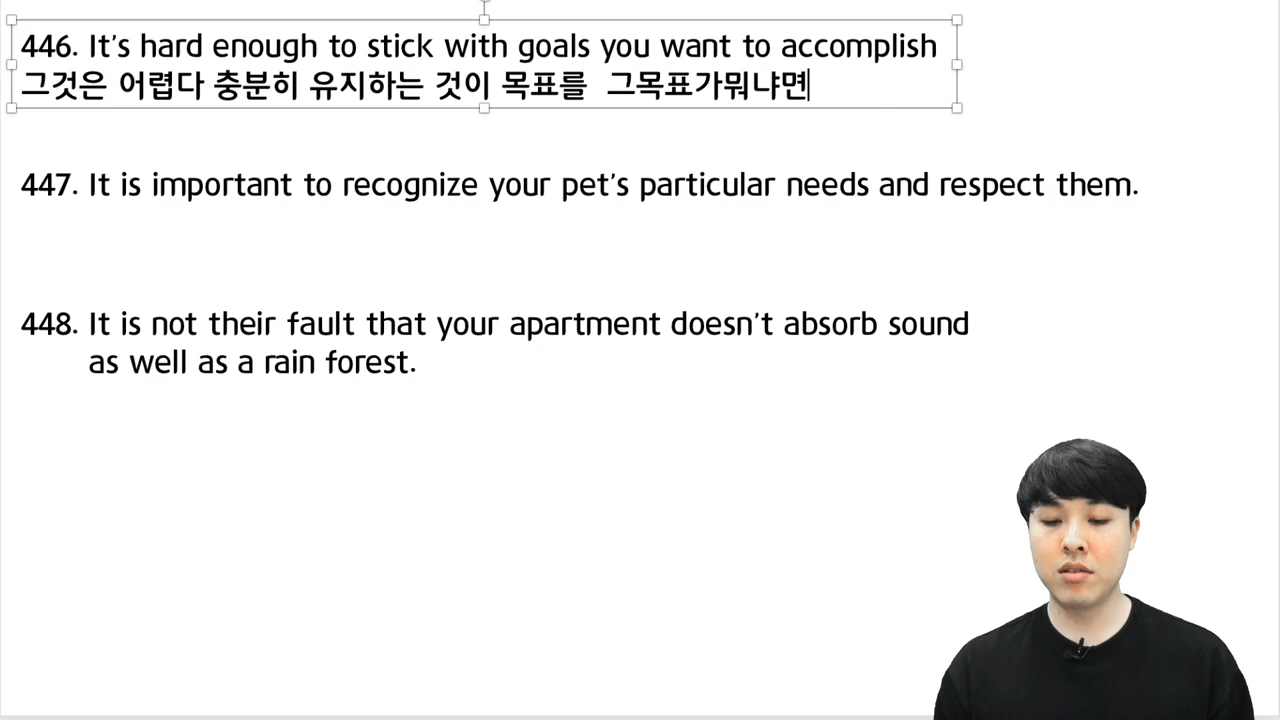 446. It's hard enough to stick with goals you want to accomplish
그것은 어렵다 충분히 유지하는 것이 목표를  그목표가뭐냐면
447. It is important to recognize your pet's particular needs and respect them.
448. It is not their fault that your apartment doesn't absorb sound
as well as a rain forest.